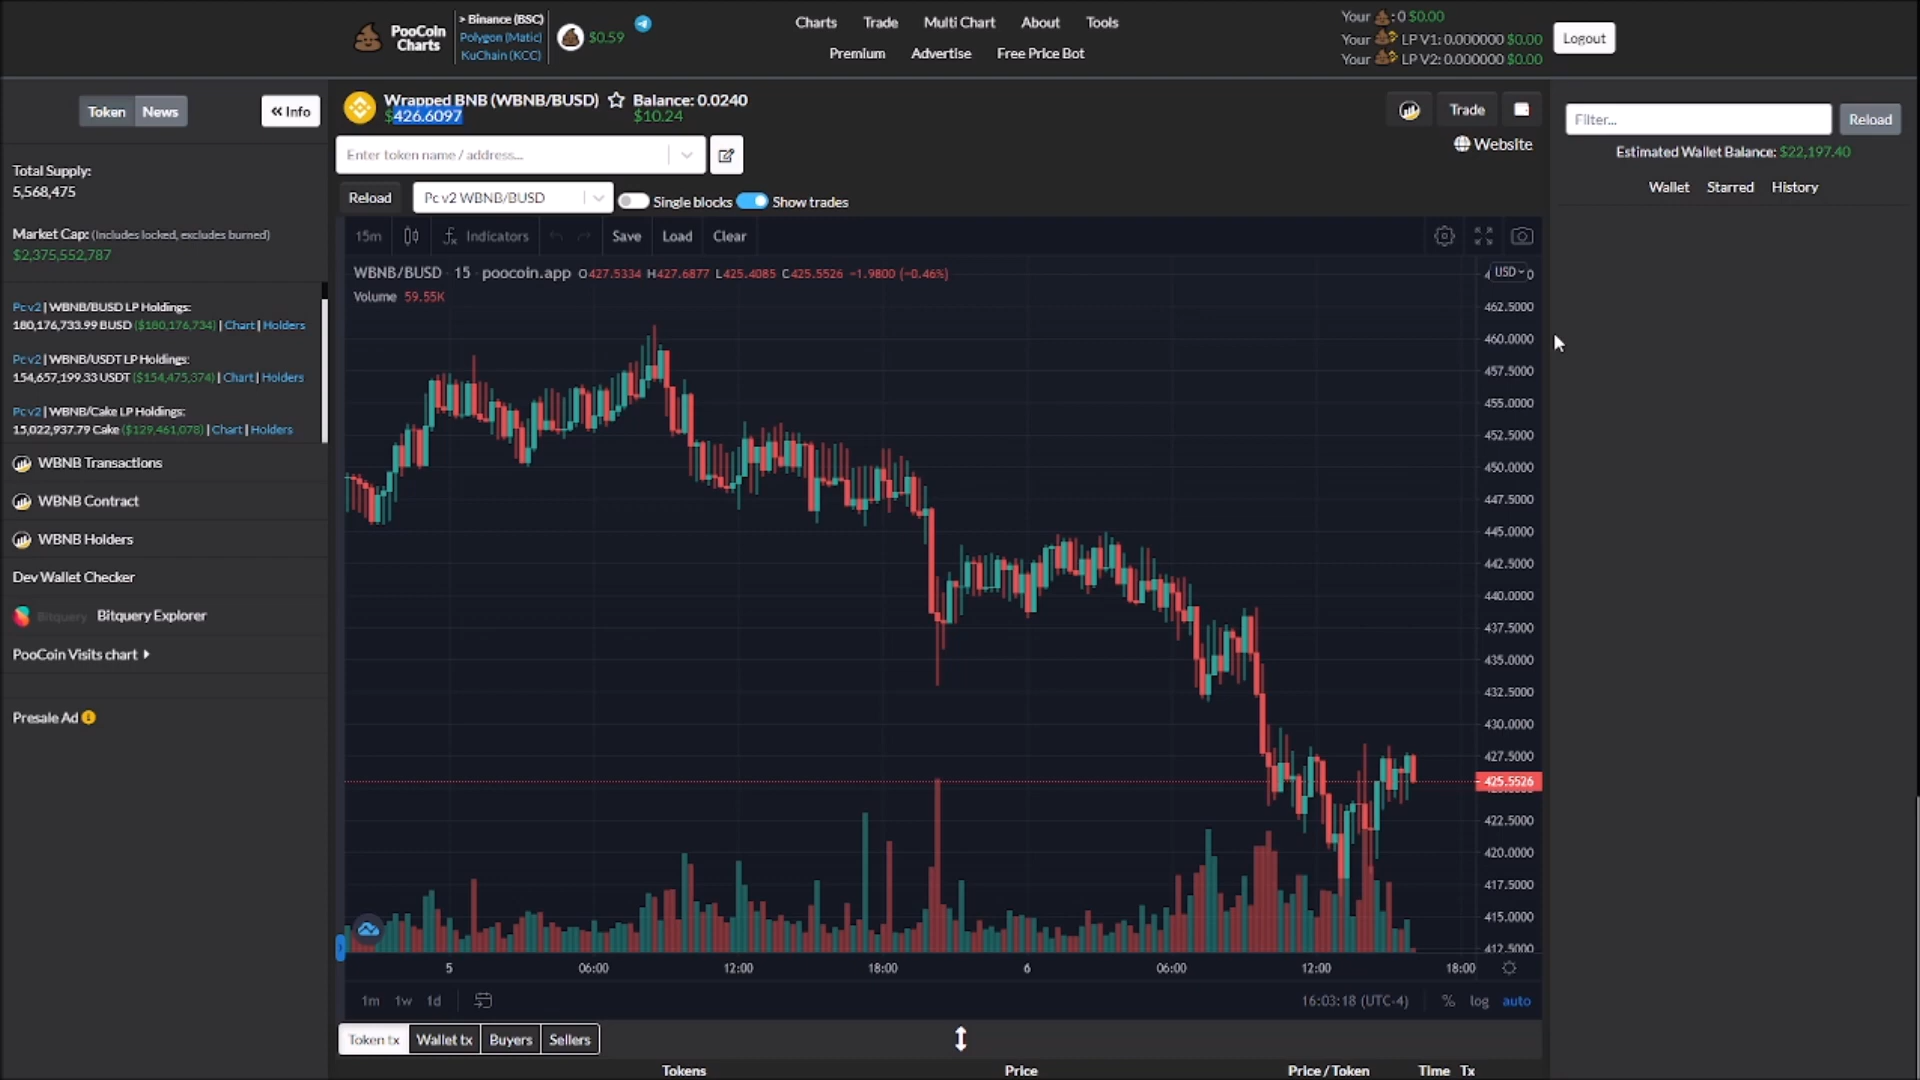 PooCoin
Charts
> Binance (BSC)
Polygon (Matic)
KuChain (KCC)
$0.59
Charts Trade Multi Chart About Tools
Premium Advertise Free Price Bot
Your : 0 $0.00
Your LP V1: 0.000000 $0.00
Your LP V2: 0.000000 $0.00
Logout
Token News
« Info
Total Supply:
5,568,475
Market Cap: (Includes locked, excludes burned)
$2,375,552,787
Pc v2 | WBNB/BUSD LP Holdings:
180,176,733.99 BUSD ($180,176,734) | Chart | Holders
Pc v2 | WBNB/USDT LP Holdings:
154,657,199.33 USDT ($154,475,374) | Chart | Holders
Pc v2 | WBNB/Cake LP Holdings:
15,022,937.79 Cake ($129,461,078) | Chart | Holders
WBNB Transactions
WBNB Contract
WBNB Holders
Dev Wallet Checker
Bitquery Bitquery Explorer
PooCoin Visits chart
Presale Ad
Wrapped BNB (WBNB/BUSD) Balance: 0.0240
$426.6097 $10.24
Trade
Enter token name / address...
Website
Reload Pc v2 WBNB/BUSD Single blocks Show trades
15m Indicators Save Load Clear
WBNB/BUSD · 15 · poocoin.app O427.5334 H427.6877 L425.4085 C425.5526 −1.9800 (−0.46%)
Volume 59.55K
USD
462.5000
460.0000
457.5000
455.0000
452.5000
450.0000
447.5000
445.0000
442.5000
440.0000
437.5000
435.0000
432.5000
430.0000
427.5000
425.5526
422.5000
420.0000
417.5000
415.0000
412.5000
5 06:00 12:00 18:00 6 06:00 12:00 18:00
1m 1w 1d
16:03:18 (UTC-4) % log auto
Token tx Wallet tx Buyers Sellers
Tokens Price Price / Token Time Tx
Filter...
Reload
Estimated Wallet Balance: $22,197.40
Wallet Starred History